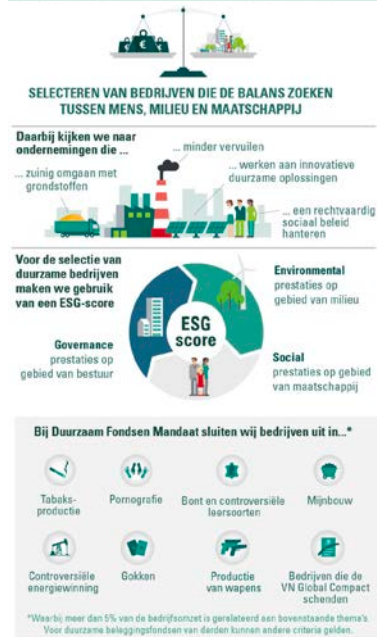 SELECTEREN VAN BEDRIJVEN DIE DE BALANS ZOEKEN
TUSSEN MENS, MILIEU EN MAATSCHAPPIJ
Daarbij kijken we naar
ondernemingen die ...
... minder vervuilen
... zuinig omgaan met
grondstoffen
... werken aan innovatieve
duurzame oplossingen
... een rechtvaardig
sociaal beleid
hanteren
Voor de selectie van
duurzame bedrijven
maken we gebruik
van een ESG-score
Environmental
prestaties op
gebied van milieu
ESG
score
Governance
prestaties op
gebied van bestuur
Social
prestaties op gebied
van maatschappij
Bij Duurzaam Fondsen Mandaat sluiten wij bedrijven uit in...*
Tabaks-
productie
Pornografie
Bont en controversiële
leersoorten
Mijnbouw
Controversiële
energiewinning
Gokken
Productie
van wapens
Bedrijven die de
VN Global Compact
schenden
*Waarbij meer dan 5% van de bedrijfsomzet is gerelateerd aan bovenstaande thema's.
Voor duurzame beleggingsfondsen van derden kunnen andere criteria gelden.